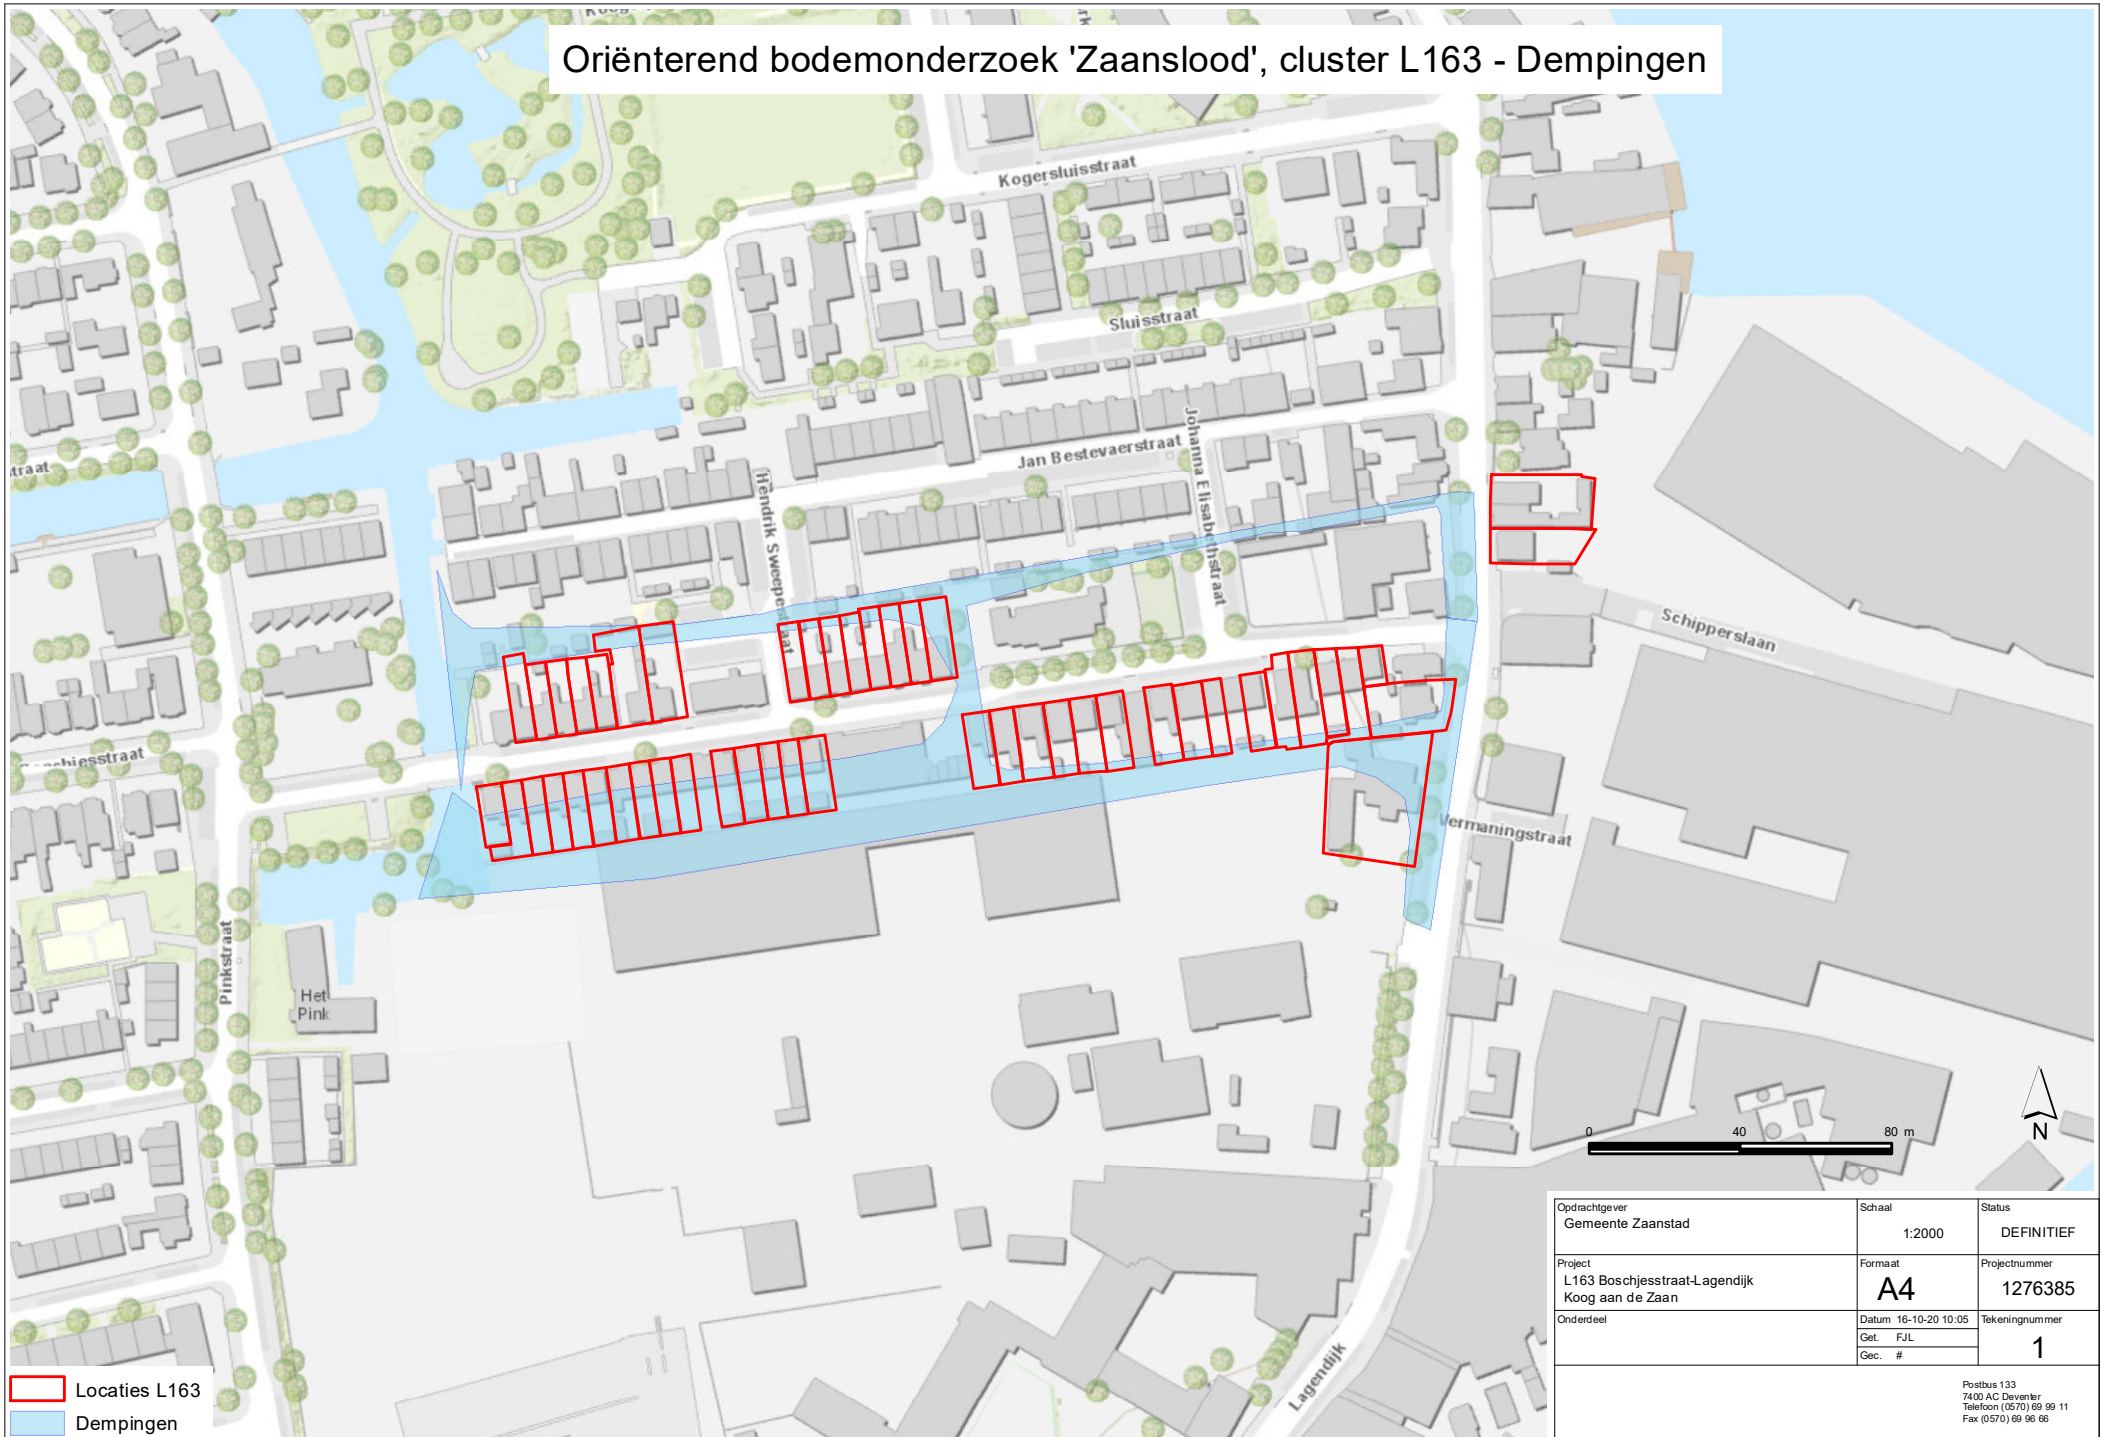 Oriënterend bodemonderzoek 'Zaanslood', cluster L163 - Dempingen
Kogersluisstraat
Sluisstraat
Jan Bestevaerstraat
Johanna Elisabethstraat
straat
Schipperslaan
Vermaningstraat
Pinkstraat
Het
Pink
Lagendijk
0 40 80 m
N
Opdrachtgever
Gemeente Zaanstad
Schaal
1:2000
Status
DEFINITIEF
Project
L163 Boschjesstraat-Lagendijk
Koog aan de Zaan
Formaat
A4
Projectnummer
1276385
Onderdeel
Datum 16-10-20 10:05
Get. FJL
Gec. #
Tekeningnummer
1
Postbus 133
7400 AC Deventer
Telefoon (0570) 69 99 11
Fax (0570) 69 96 66
Locaties L163
Dempingen